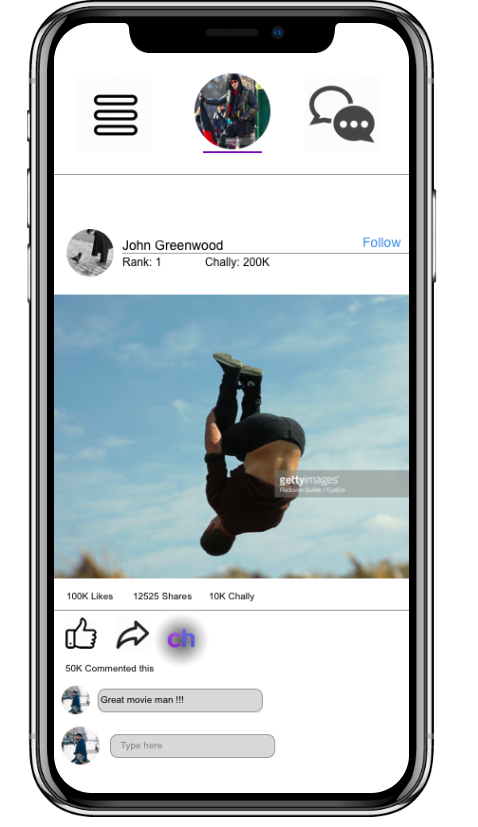 John Greenwood
Follow
Rank: 1 Chally: 200K
gettyimages®
Radovan Surlak / EyeEm
100K Likes 12525 Shares 10K Chally
ch
50K Commented this
Great movie man !!!
Type here